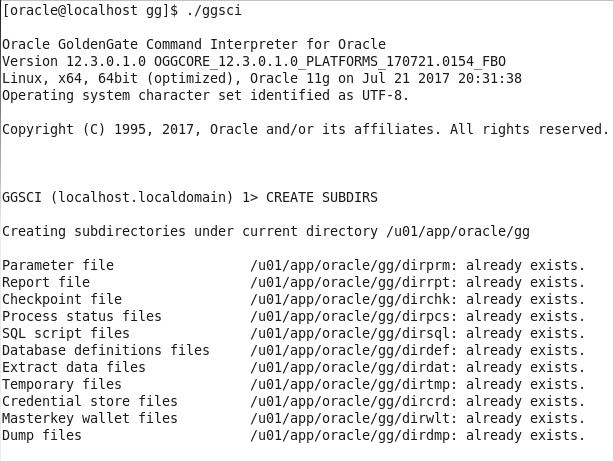 [oracle@localhost gg]$ ./ggsci
Oracle GoldenGate Command Interpreter for Oracle
Version 12.3.0.1.0 OGGCORE_12.3.0.1.0_PLATFORMS_170721.0154_FBO
Linux, x64, 64bit (optimized), Oracle 11g on Jul 21 2017 20:31:38
Operating system character set identified as UTF-8.
Copyright (C) 1995, 2017, Oracle and/or its affiliates. All rights reserved.
GGSCI (localhost.localdomain) 1> CREATE SUBDIRS
Creating subdirectories under current directory /u01/app/oracle/gg
Parameter file                 /u01/app/oracle/gg/dirprm: already exists.
Report file                    /u01/app/oracle/gg/dirrpt: already exists.
Checkpoint file                /u01/app/oracle/gg/dirchk: already exists.
Process status files           /u01/app/oracle/gg/dirpcs: already exists.
SQL script files               /u01/app/oracle/gg/dirsql: already exists.
Database definitions files     /u01/app/oracle/gg/dirdef: already exists.
Extract data files             /u01/app/oracle/gg/dirdat: already exists.
Temporary files                /u01/app/oracle/gg/dirtmp: already exists.
Credential store files         /u01/app/oracle/gg/dircrd: already exists.
Masterkey wallet files         /u01/app/oracle/gg/dirwlt: already exists.
Dump files                     /u01/app/oracle/gg/dirdmp: already exists.